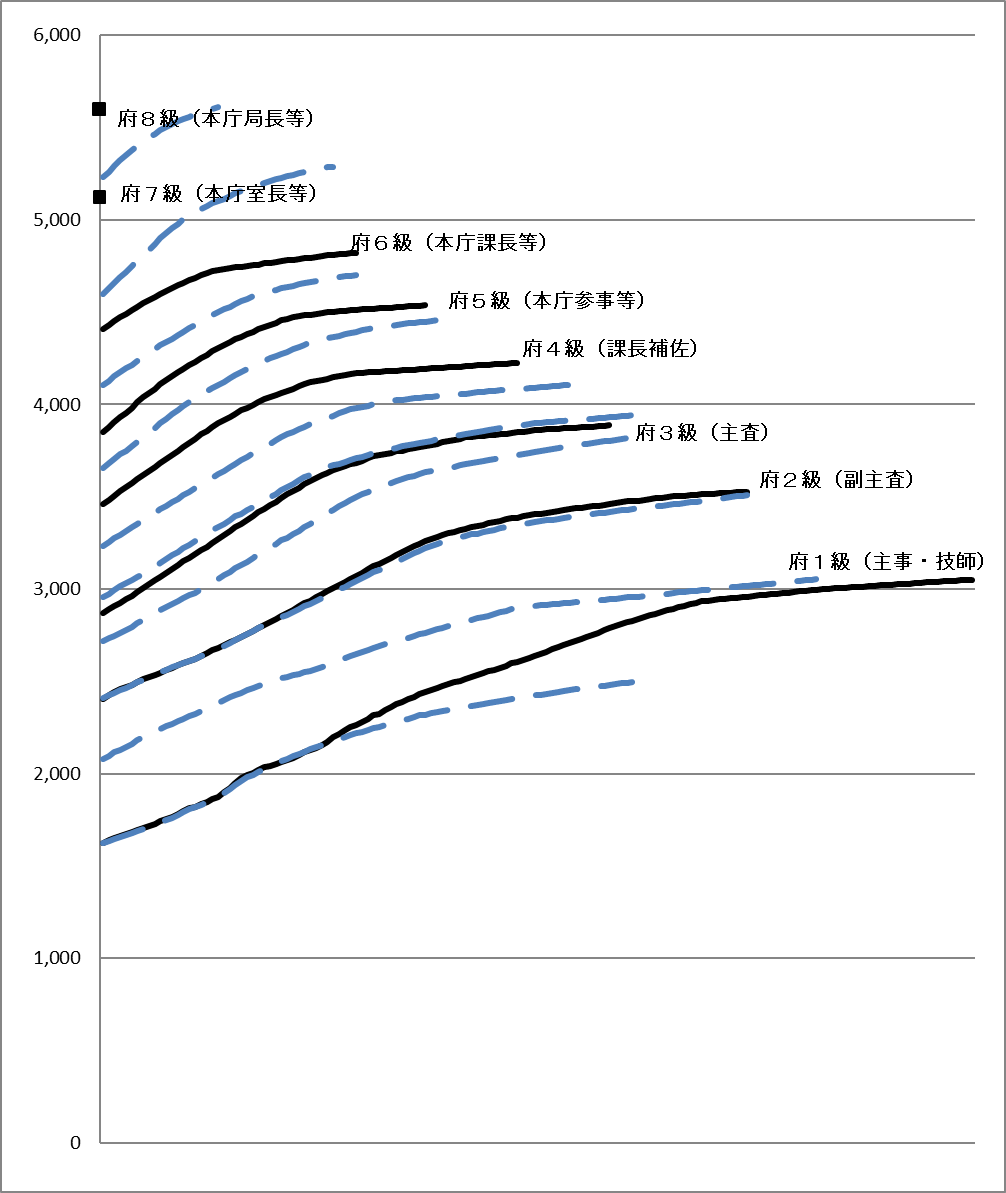 6,000
府８級（本庁局長等）
府７級（本庁室長等）
5,000
府６級（本庁課長等）
府５級（本庁参事等）
府４級（課長補佐）
4,000
府３級（主査）
府２級（副主査）
府１級（主事・技師）
3,000
2,000
1,000
0